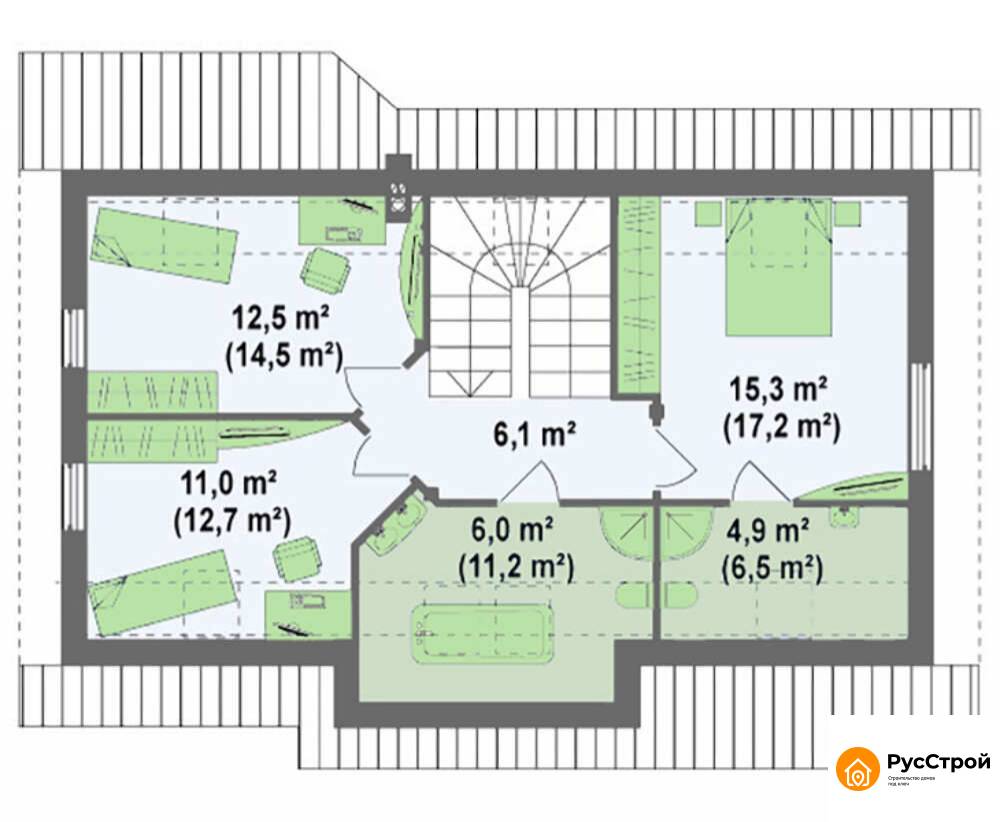 12,5 m²
(14,5 m²)
15,3 m²
(17,2 m²)
6,1 m²
11,0 m²
(12,7 m²)
6,0 m²
(11,2 m²)
4,9 m²
(6,5 m²)
РусСтрой
Строительство домов
под ключ